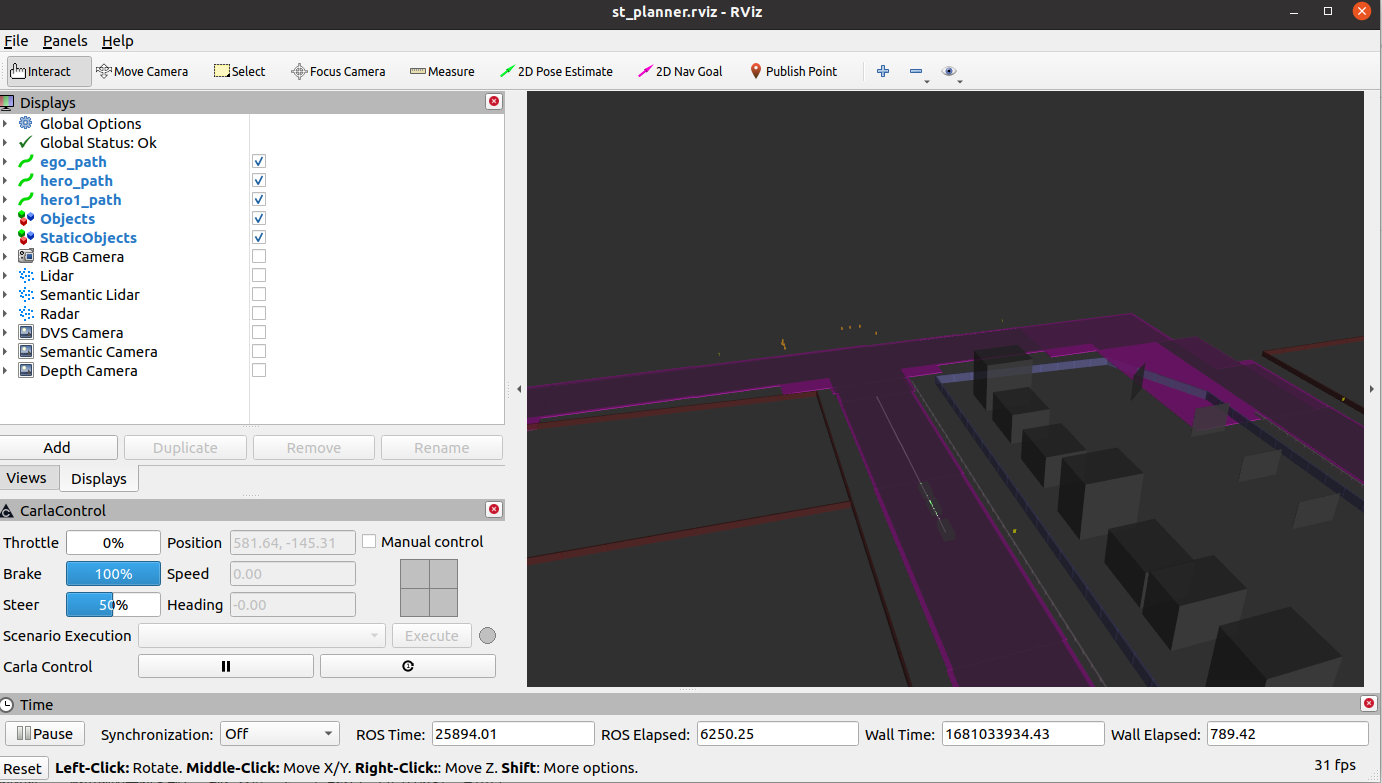 st_planner.rviz - RViz
File Panels Help
Interact Move Camera Select Focus Camera Measure 2D Pose Estimate 2D Nav Goal Publish Point
Displays
Global Options
Global Status: Ok
ego_path
hero_path
hero1_path
Objects
StaticObjects
RGB Camera
Lidar
Semantic Lidar
Radar
DVS Camera
Semantic Camera
Depth Camera
Add Duplicate Remove Rename
Views Displays
CarlaControl
Throttle 0% Position 581.64, -145.31 Manual control
Brake 100% Speed 0.00
Steer 50% Heading -0.00
Scenario Execution Execute
Carla Control
Time
Pause Synchronization: Off ROS Time: 25894.01 ROS Elapsed: 6250.25 Wall Time: 1681033934.43 Wall Elapsed: 789.42
Reset Left-Click: Rotate. Middle-Click: Move X/Y. Right-Click:: Move Z. Shift: More options. 31 fps